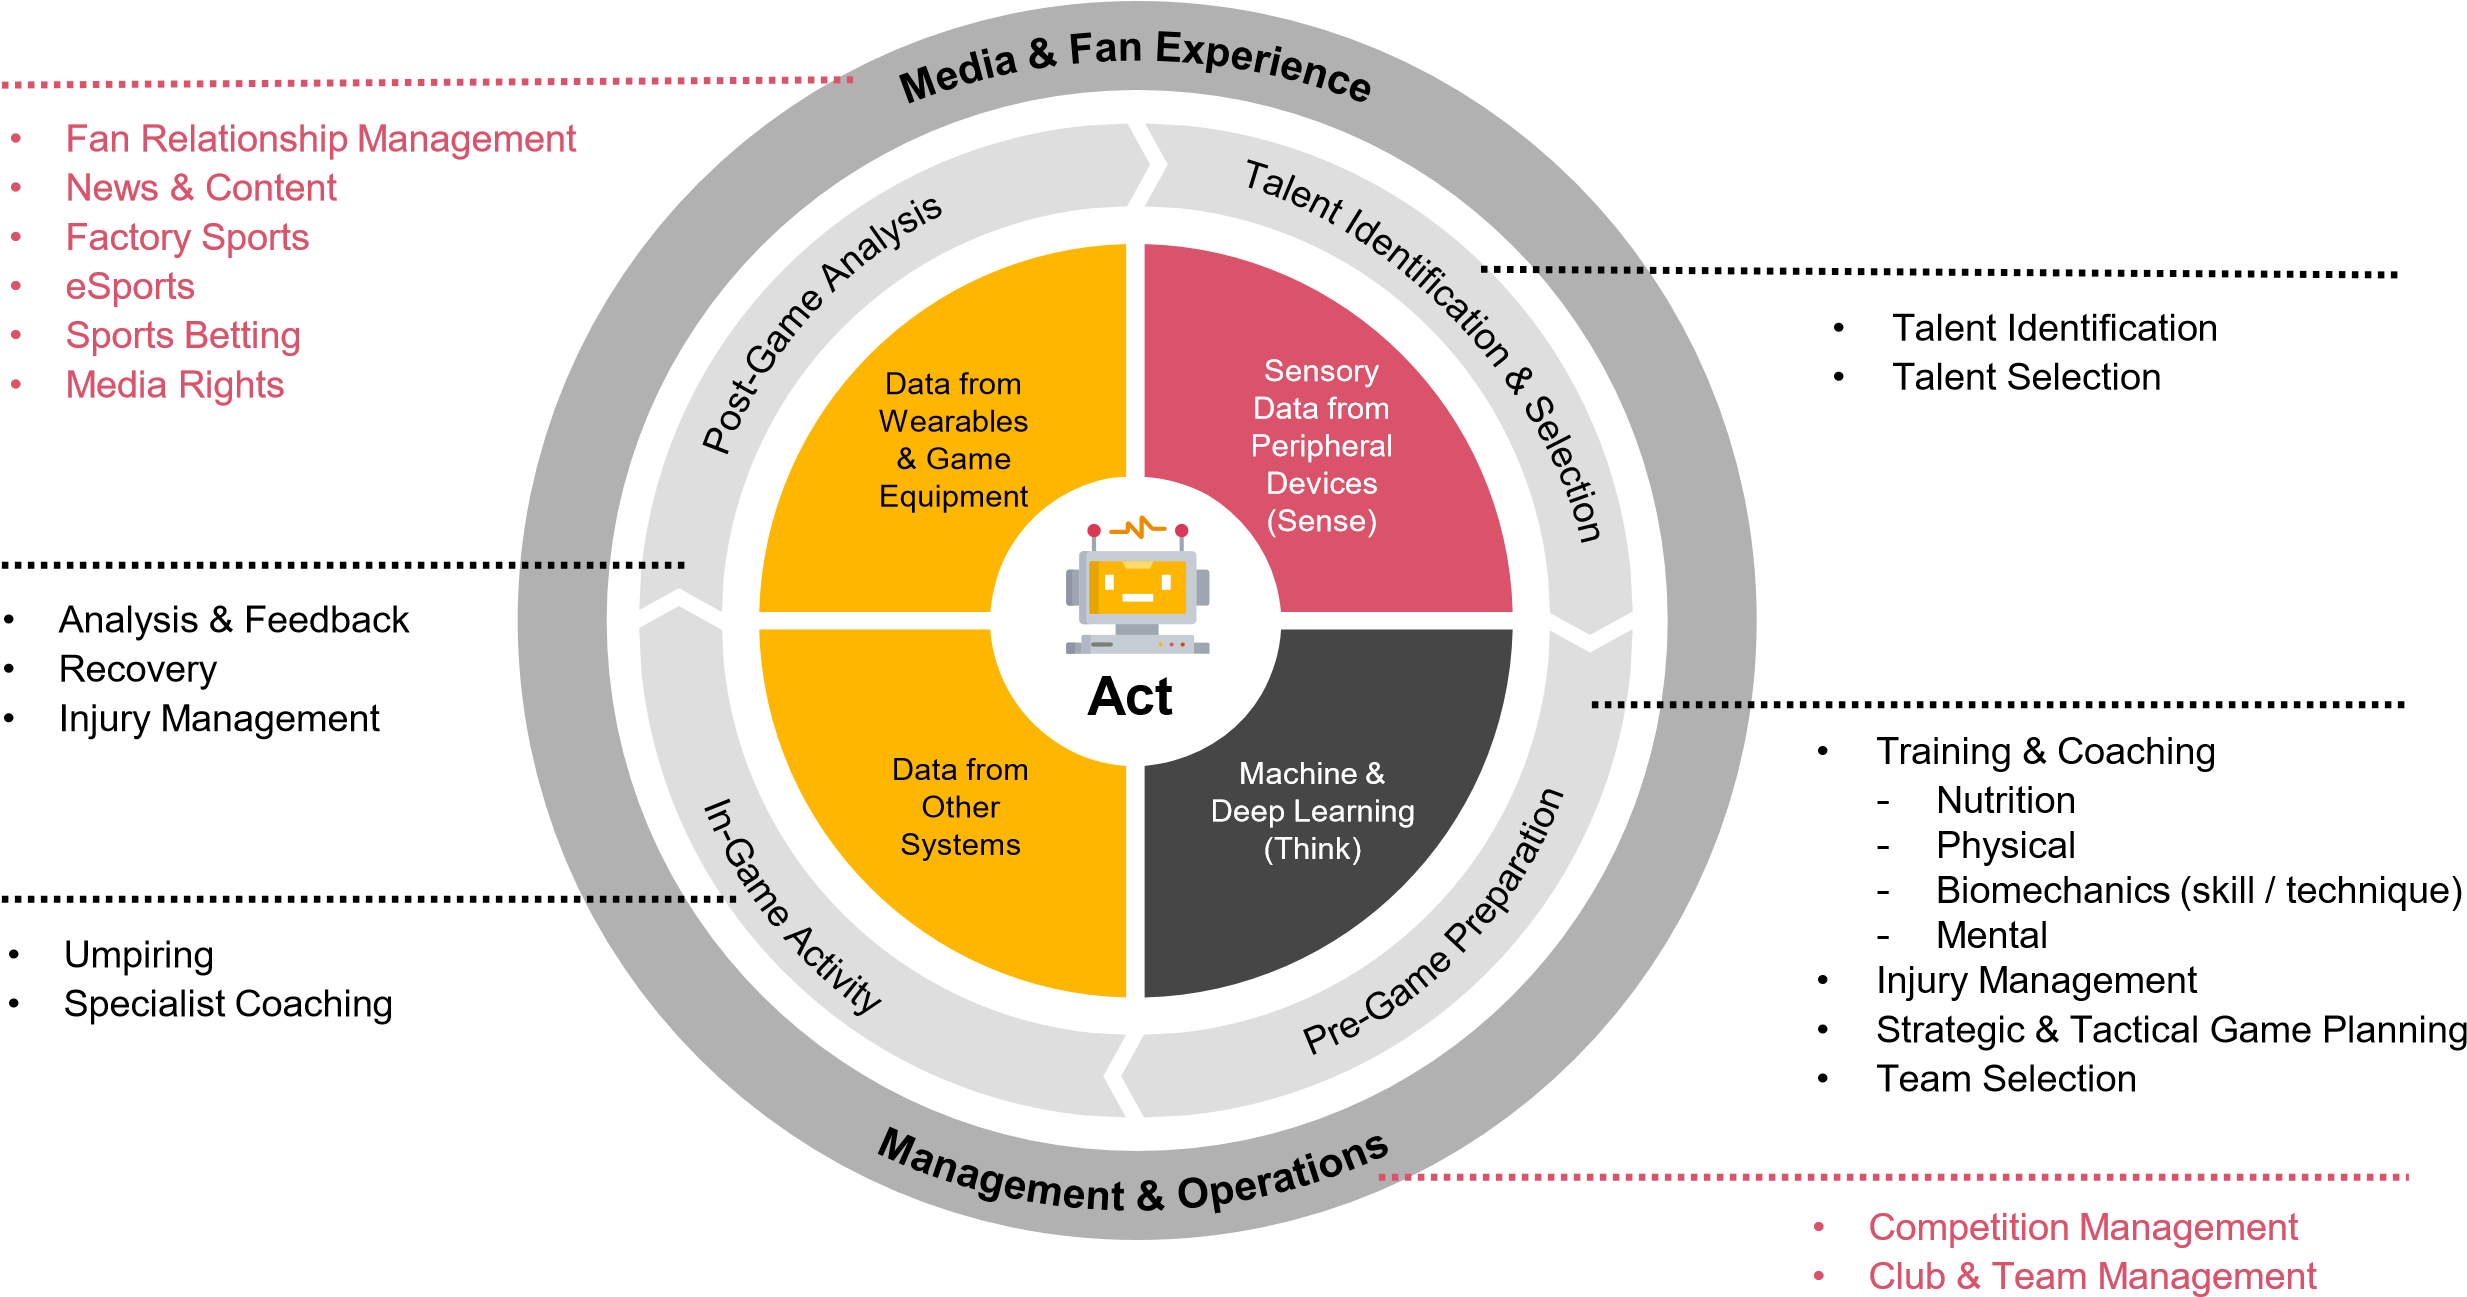 Media & Fan Experience
• Fan Relationship Management
• News & Content
• Factory Sports
• eSports
• Sports Betting
• Media Rights
Post-Game Analysis
• Analysis & Feedback
• Recovery
• Injury Management
In-Game Activity
• Umpiring
• Specialist Coaching
Data from
Wearables
& Game
Equipment
Sensory
Data from
Peripheral
Devices
(Sense)
Act
Data from
Other
Systems
Machine &
Deep Learning
(Think)
Talent Identification & Selection
• Talent Identification
• Talent Selection
Pre-Game Preparation
• Training & Coaching
- Nutrition
- Physical
- Biomechanics (skill / technique)
- Mental
• Injury Management
• Strategic & Tactical Game Planning
• Team Selection
Management & Operations
• Competition Management
• Club & Team Management